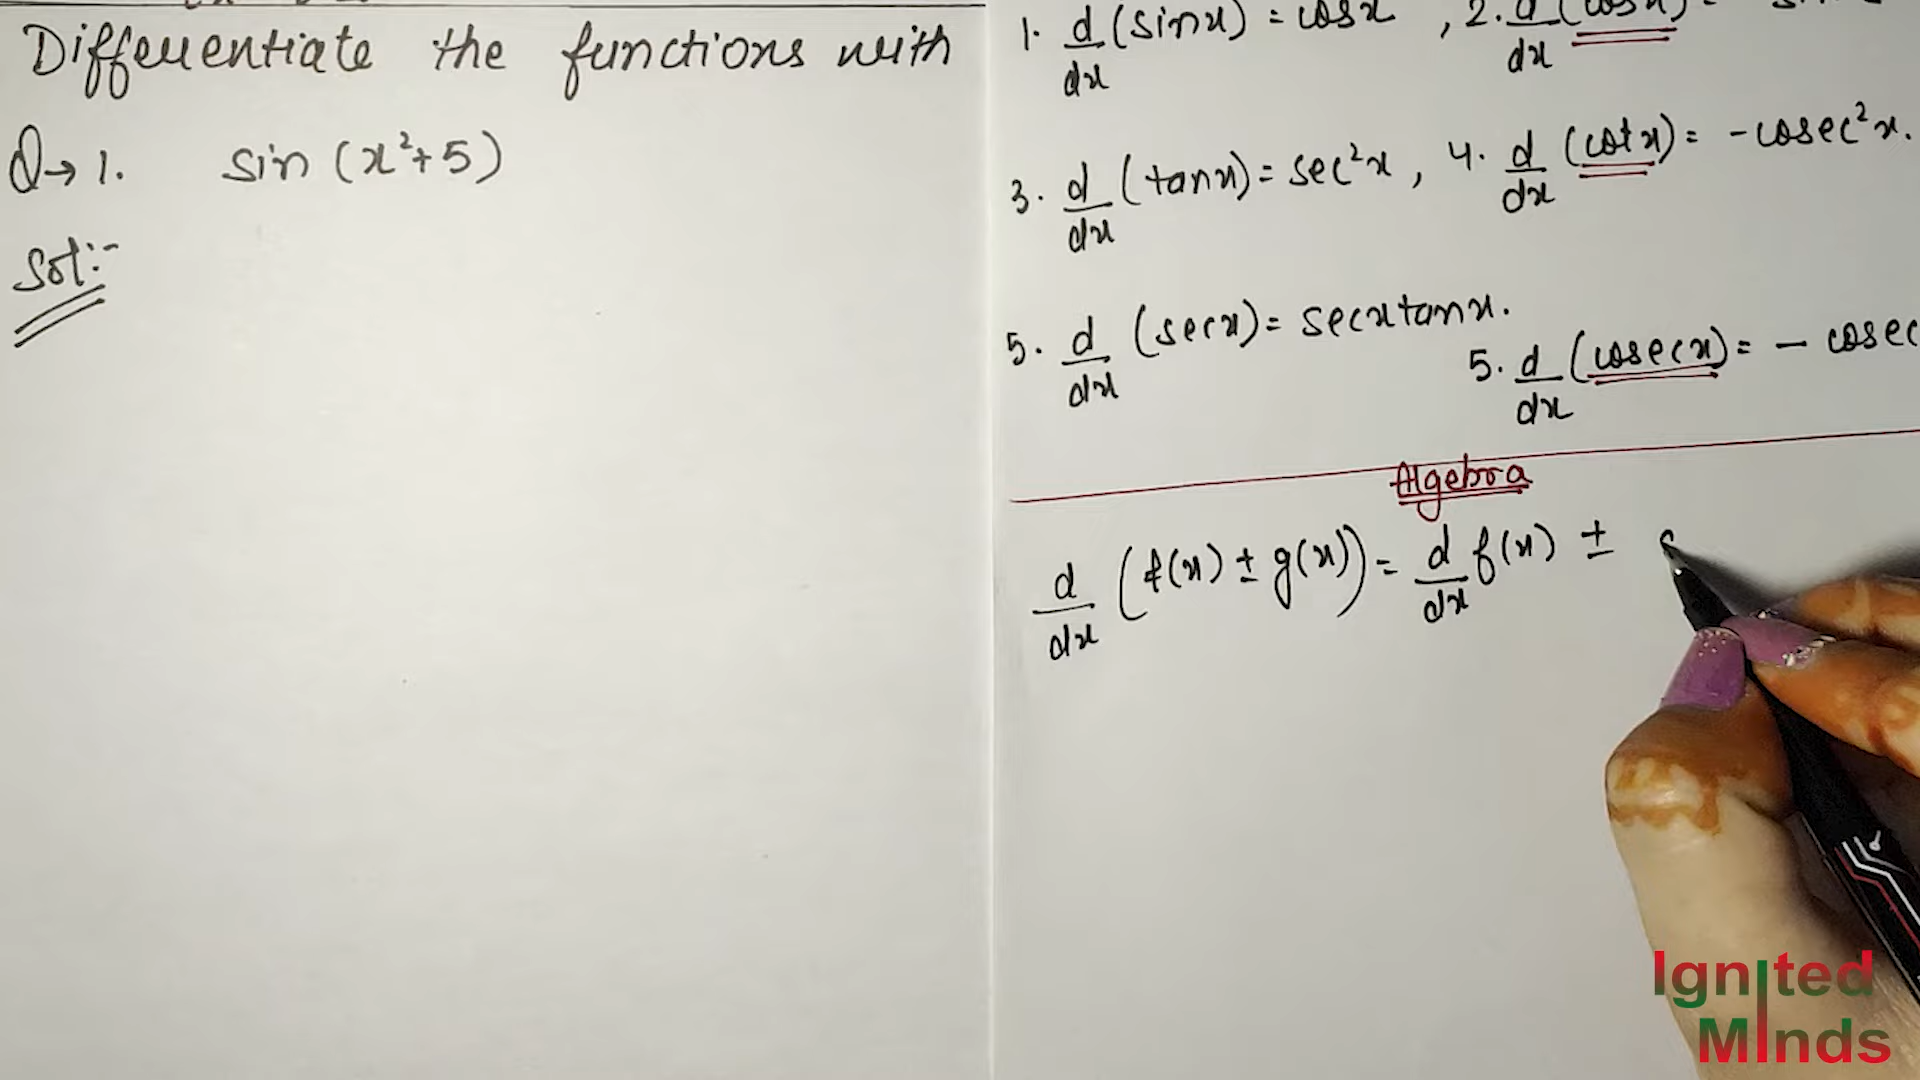 Differentiate the functions with
Q→1. sin (x²+5)
Sol:-
1. d/dx (sinx) = cosx , 2. d/dx (cosx) = - sin
3. d/dx (tanx) = sec²x , 4. d/dx (cotx) = -cosec²x.
5. d/dx (secx) = secxtanx.
5. d/dx (cosecx) = - cosec
Algebra
d/dx (f(x) ± g(x)) = d/dx f(x) ±
Ignited
Minds